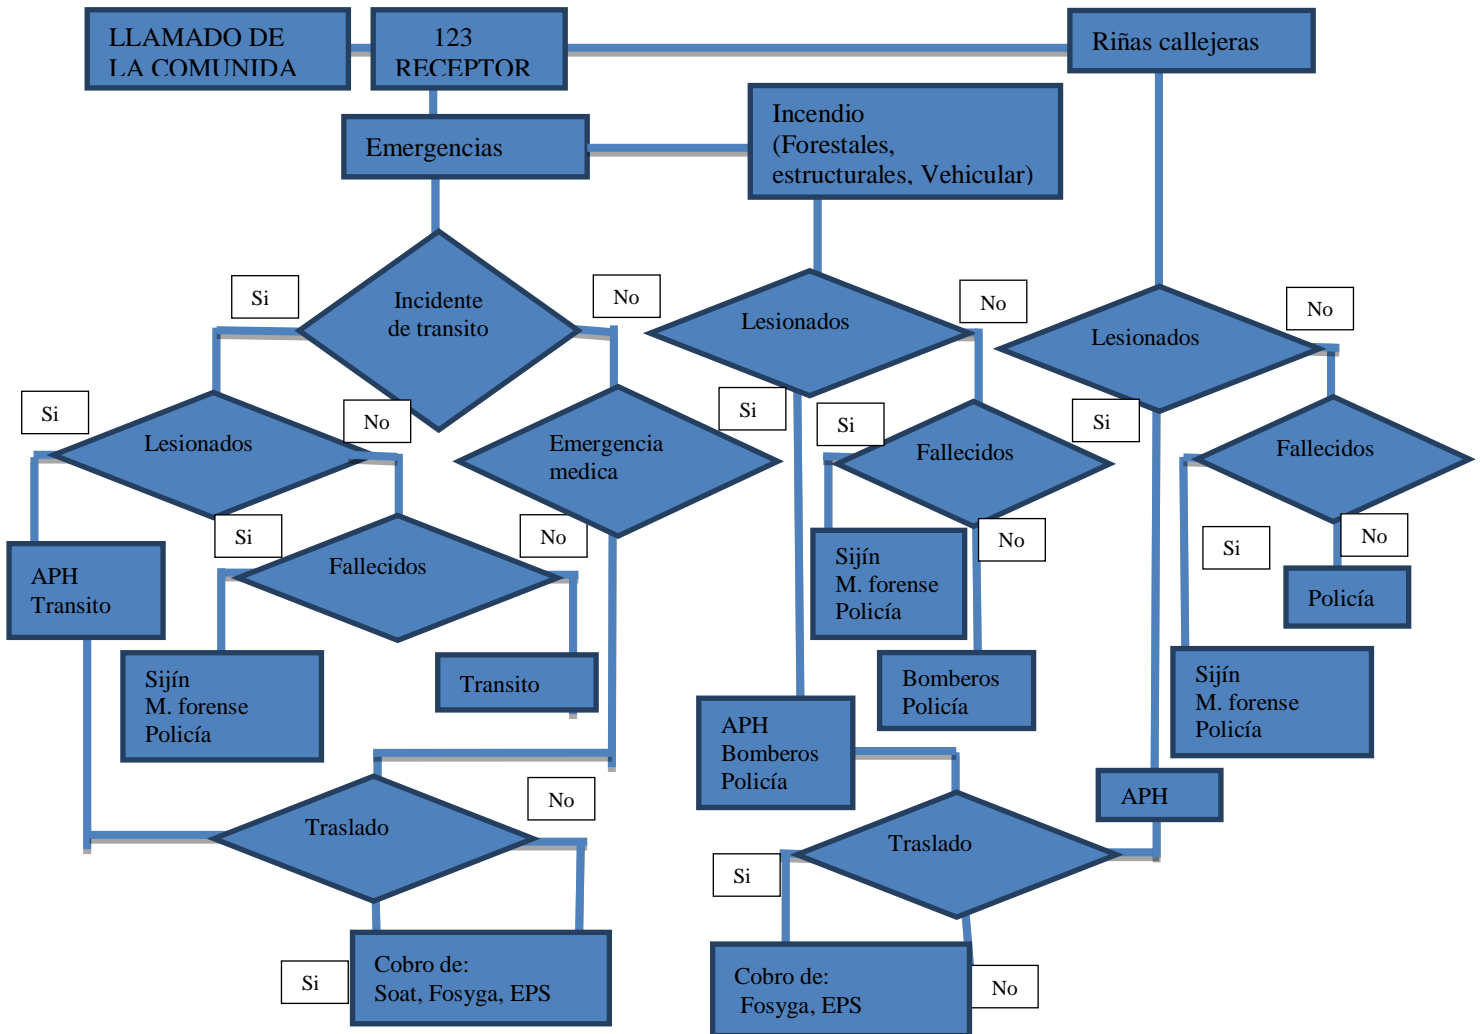 LLAMADO DE
LA COMUNIDA
123
RECEPTOR
Riñas callejeras
Emergencias
Incendio
(Forestales,
estructurales, Vehicular)
Si
Incidente
de transito
No
Lesionados
No
Lesionados
No
Si
Lesionados
No
Emergencia
medica
Si
Si
Fallecidos
Si
Fallecidos
Si
Fallecidos
No
No
Si
No
APH
Transito
Sijín
M. forense
Policía
Policía
Sijín
M. forense
Policía
Transito
Bomberos
Policía
Sijín
M. forense
Policía
APH
Bomberos
Policía
APH
Traslado
No
Traslado
Si
Si
Cobro de:
Soat, Fosyga, EPS
Cobro de:
Fosyga, EPS
No